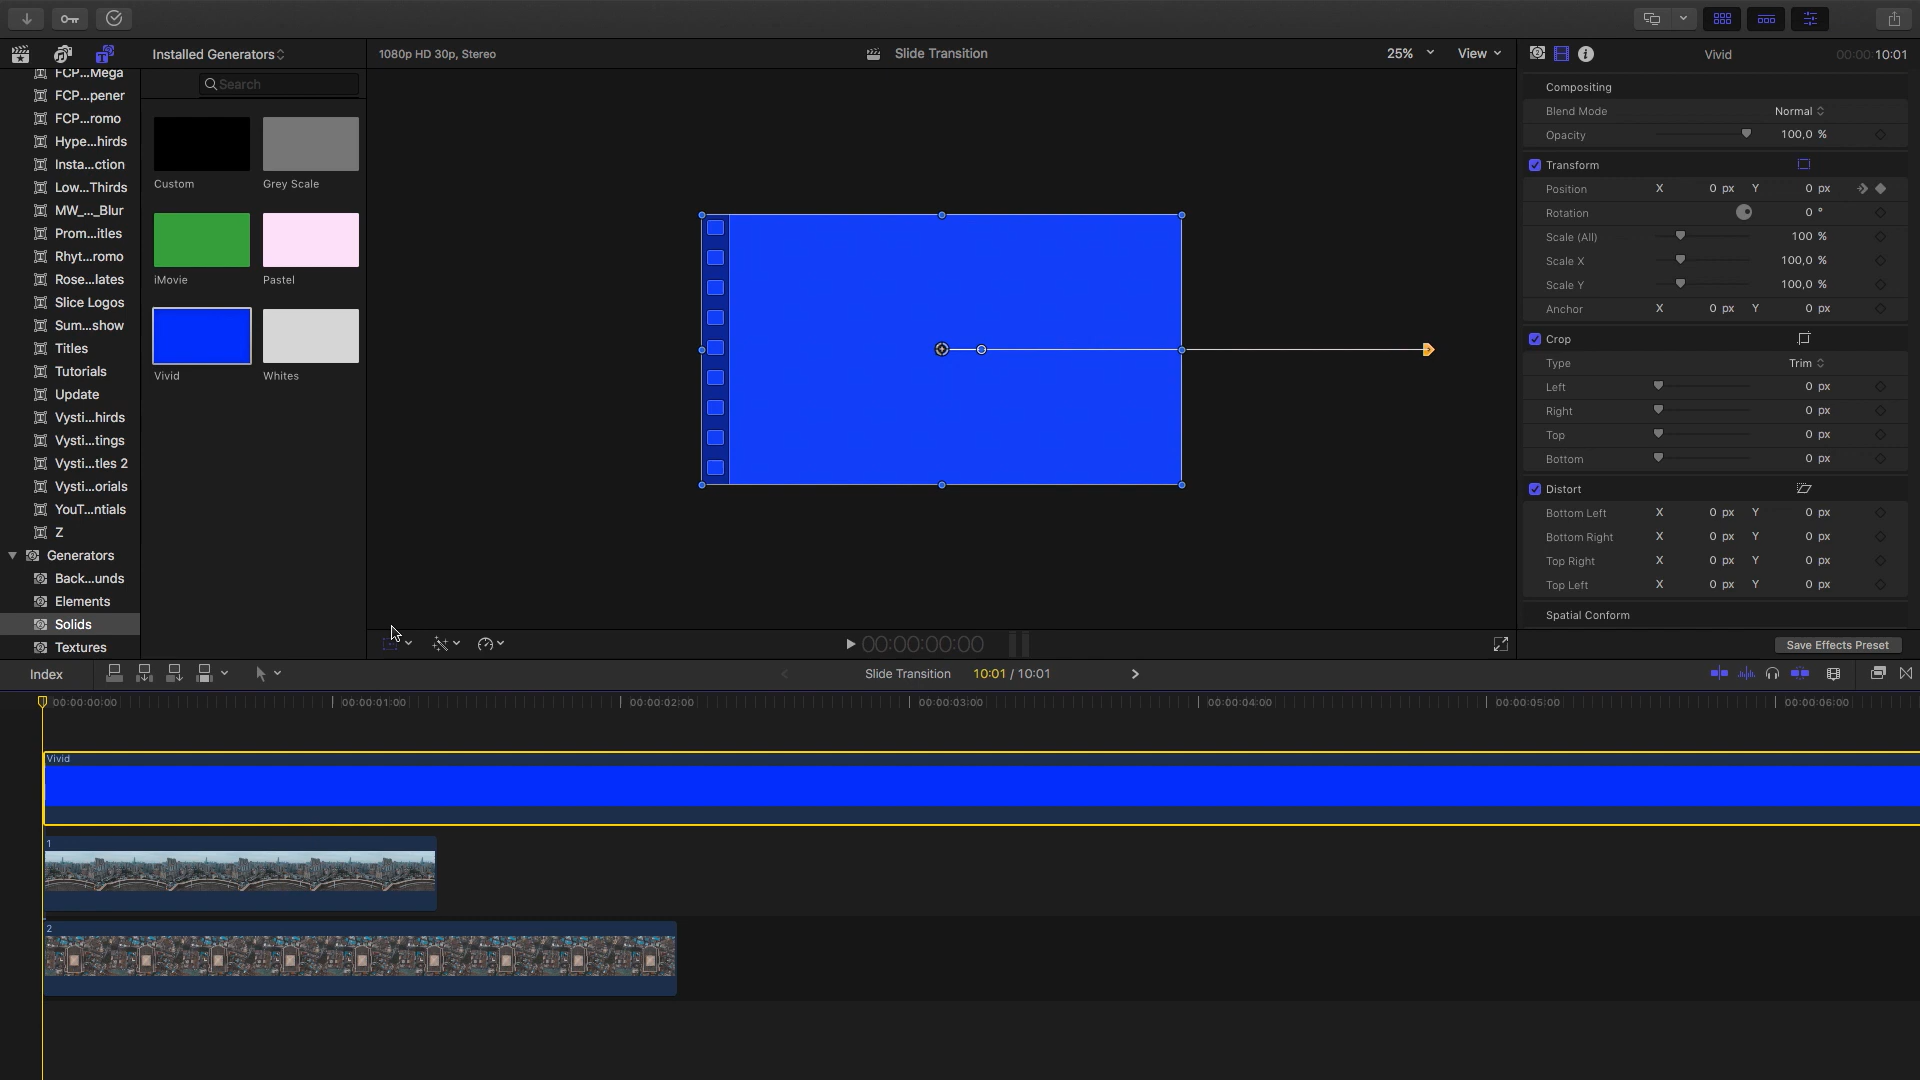 Installed Generators
1080p HD 30p, Stereo
Slide Transition
25%
View
Vivid
00:00:10:01
FCP...Mega
FCP...pener
FCP...romo
Hype...hirds
Insta...ction
Low...Thirds
MW_..._Blur
Prom...itles
Rhyt...romo
Rose...lates
Slice Logos
Sum...show
Titles
Tutorials
Update
Vysti...hirds
Vysti...tings
Vysti...tles 2
Vysti...orials
YouT...ntials
Z
Generators
Back...unds
Elements
Solids
Textures
Search
Custom
Grey Scale
iMovie
Pastel
Vivid
Whites
Compositing
Blend Mode Normal
Opacity 100,0 %
Transform
Position X 0 px Y 0 px
Rotation 0 °
Scale (All) 100 %
Scale X 100,0 %
Scale Y 100,0 %
Anchor X 0 px Y 0 px
Crop
Type Trim
Left 0 px
Right 0 px
Top 0 px
Bottom 0 px
Distort
Bottom Left X 0 px Y 0 px
Bottom Right X 0 px Y 0 px
Top Right X 0 px Y 0 px
Top Left X 0 px Y 0 px
Spatial Conform
Save Effects Preset
00:00:00:00
Index
Slide Transition 10:01 / 10:01
00:00:00:00
00:00:01:00
00:00:02:00
00:00:03:00
00:00:04:00
00:00:05:00
00:00:06:00
Vivid
1
2